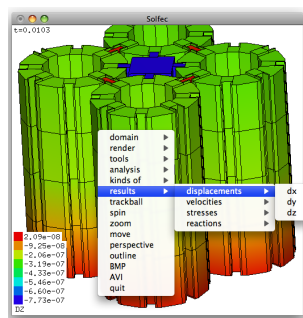 Solfec
t=0.0103
domain
render
tools
analysis
kinds of
results
trackball
spin
zoom
move
perspective
outline
BMP
AVI
quit
displacements
velocities
stresses
reactions
dx
dy
dz
2.09e-08
-9.25e-08
-2.06e-07
-3.19e-07
-4.33e-07
-5.46e-07
-6.60e-07
-7.73e-07
DZ